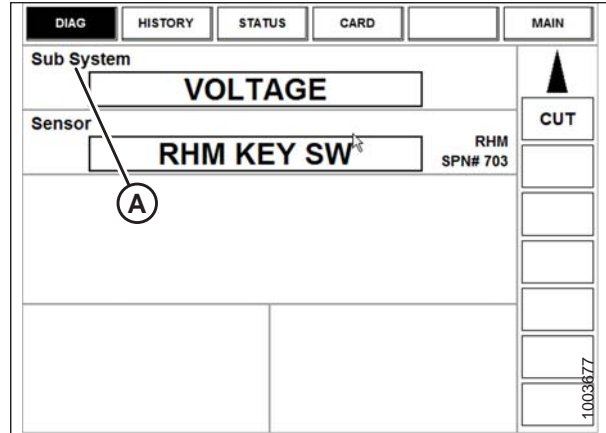 DIAG HISTORY STATUS CARD MAIN
Sub System
VOLTAGE
CUT
Sensor
RHM KEY SW
RHM
SPN# 703
A
1003677